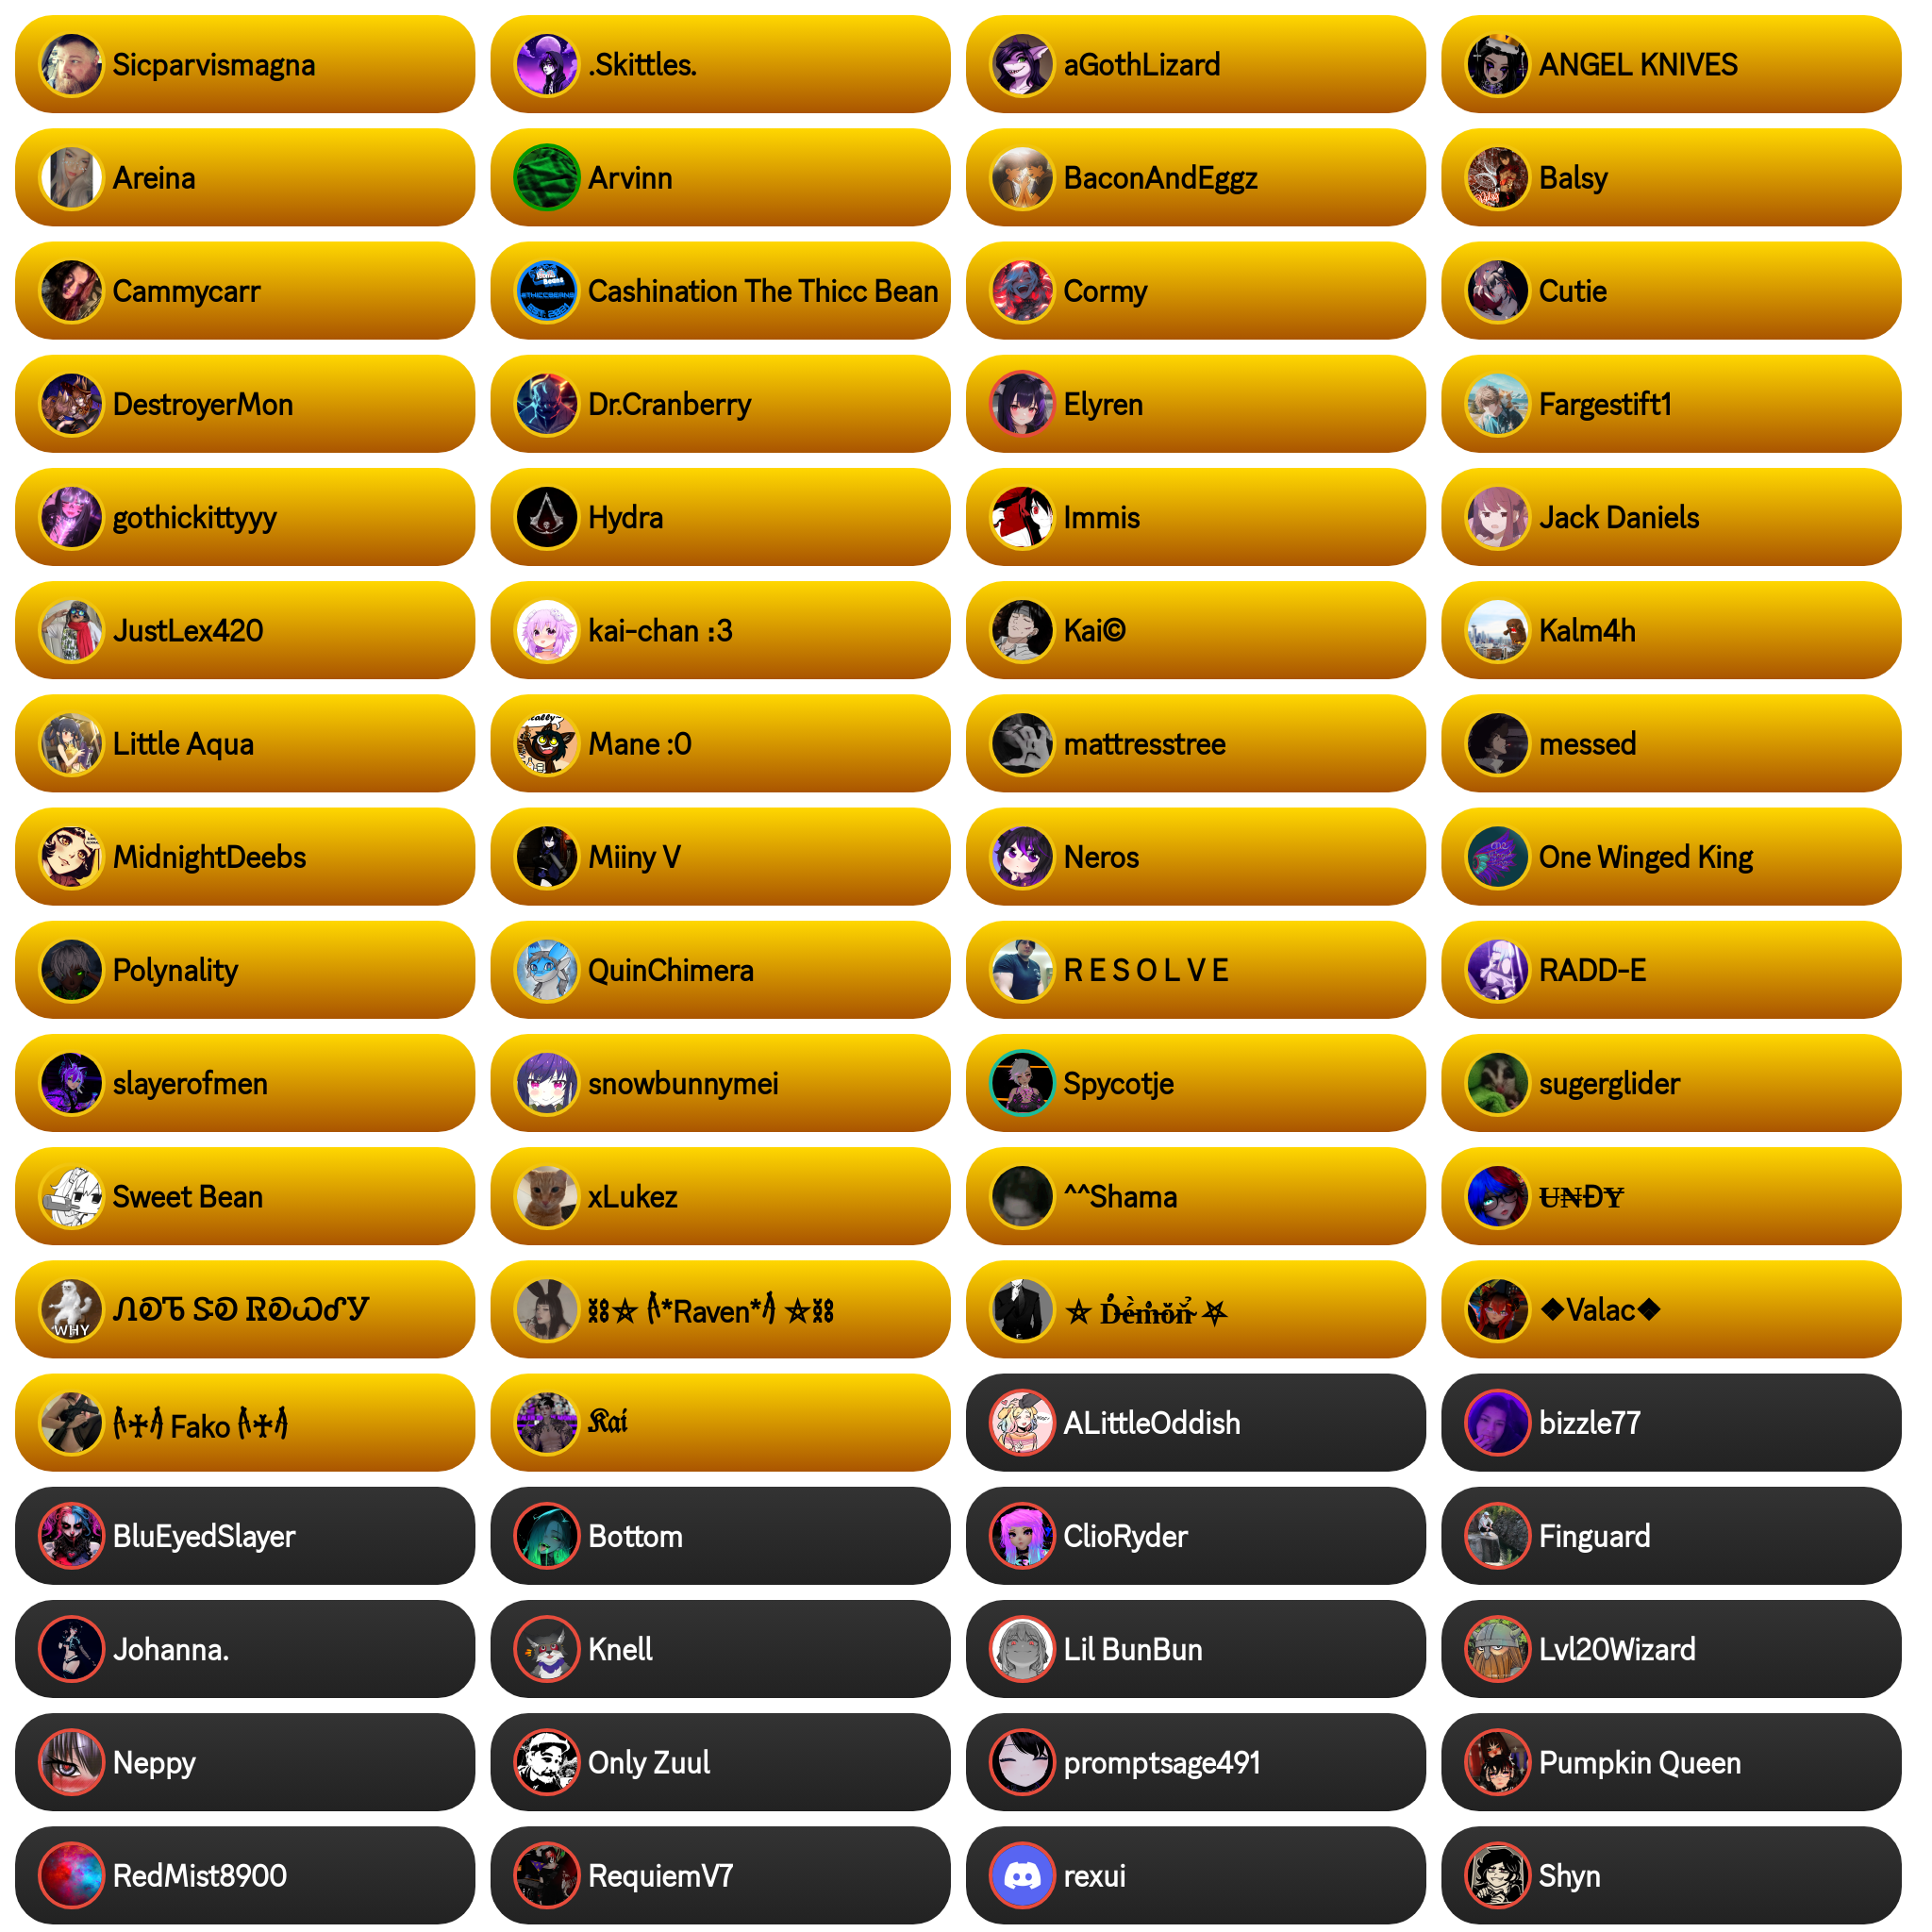 Sicparvismagna
.Skittles.
aGothLizard
ANGEL KNIVES
Areina
Arvinn
BaconAndEggz
Balsy
Cammycarr
Cashination The Thicc Bean
Cormy
Cutie
DestroyerMon
Dr.Cranberry
Elyren
Fargestift1
gothickittyyy
Hydra
Immis
Jack Daniels
JustLex420
kai-chan :3
Kai©
Kalm4h
Little Aqua
Mane :0
mattresstree
messed
MidnightDeebs
Miiny V
Neros
One Winged King
Polynality
QuinChimera
R E S O L V E
RADD-E
slayerofmen
snowbunnymei
Spycotje
sugerglider
Sweet Bean
xLukez
^^Shama
U̶N̶ĐɎ
WHY
*Raven*
❖Valac❖
Fako
𝕶𝖆𝖎
ALittleOddish
bizzle77
BluEyedSlayer
Bottom
ClioRyder
Finguard
Johanna.
Knell
Lil BunBun
Lvl20Wizard
Neppy
Only Zuul
promptsage491
Pumpkin Queen
RedMist8900
RequiemV7
rexui
Shyn